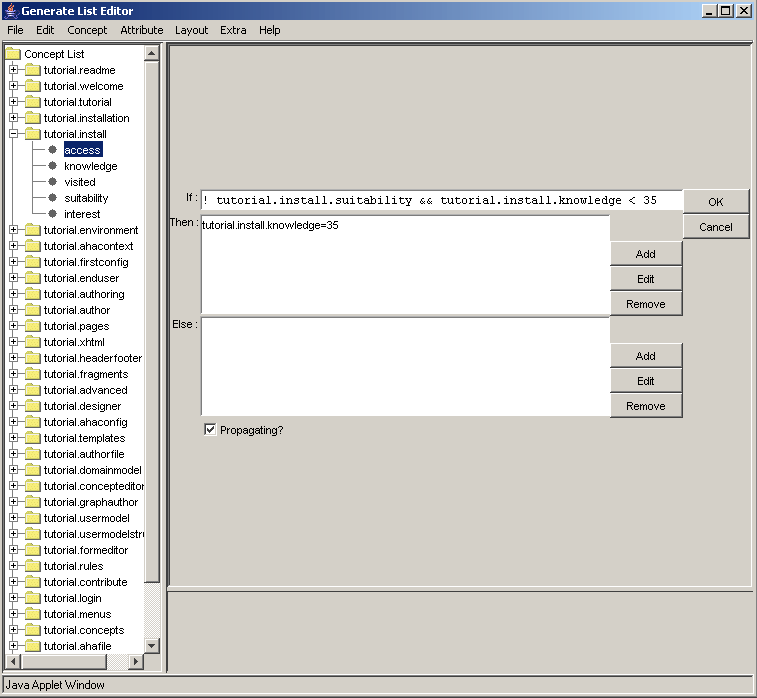 Generate List Editor
File Edit Concept Attribute Layout Extra Help
Concept List
tutorial.readme
tutorial.welcome
tutorial.tutorial
tutorial.installation
tutorial.install
access
knowledge
visited
suitability
interest
tutorial.environment
tutorial.ahacontext
tutorial.firstconfig
tutorial.enduser
tutorial.authoring
tutorial.author
tutorial.pages
tutorial.xhtml
tutorial.headerfooter
tutorial.fragments
tutorial.advanced
tutorial.designer
tutorial.ahaconfig
tutorial.templates
tutorial.authorfile
tutorial.domainmodel
tutorial.concepteditor
tutorial.graphauthor
tutorial.usermodel
tutorial.usermodelstru
tutorial.formeditor
tutorial.rules
tutorial.contribute
tutorial.login
tutorial.menus
tutorial.concepts
tutorial.ahafile
If : ! tutorial.install.suitability && tutorial.install.knowledge < 35 OK
Cancel
Then : tutorial.install.knowledge=35
Add
Edit
Remove
Else :
Add
Edit
Remove
Propagating?
Java Applet Window